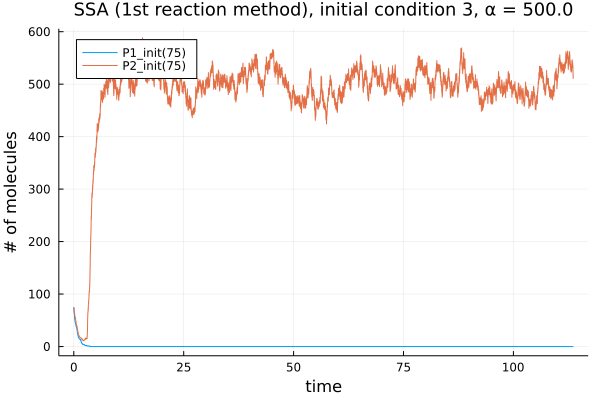 SSA (1st reaction method), initial condition 3, α = 500.0
P1_init(75)
P2_init(75)
# of molecules
600
500
400
300
200
100
0
0
25
50
75
100
time